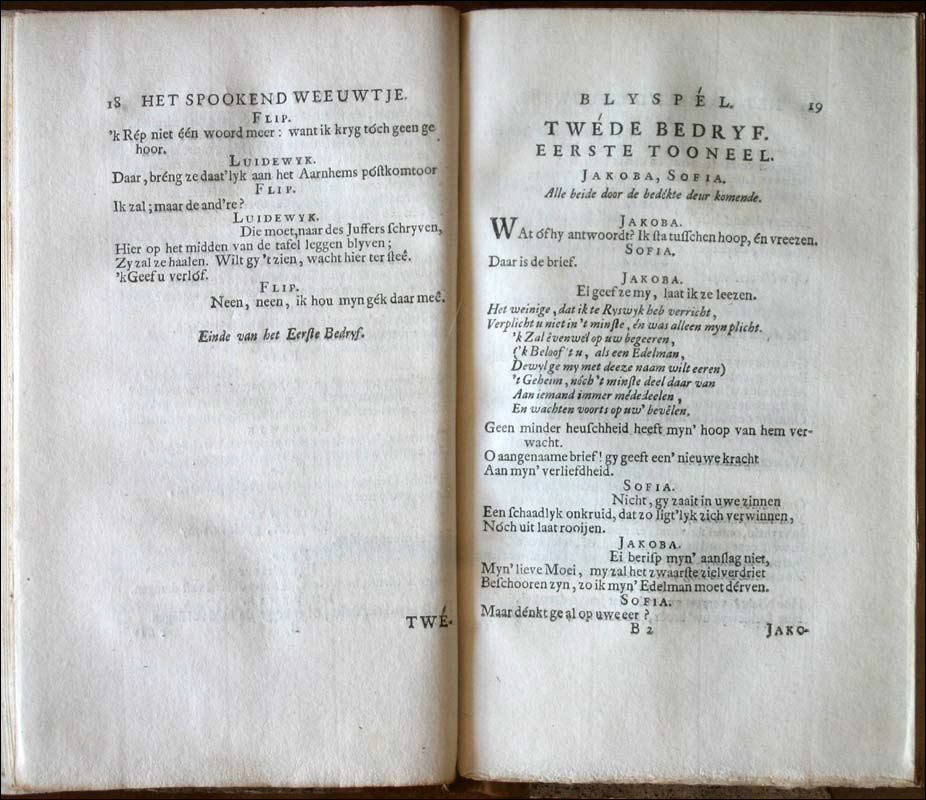 18 HET SPOOKEND WEEUWTJE.
FLIP.
'k Rép niet één woord meer: want ik kryg tóch geen ge
hoor.
LUIDEWYK.
Daar, bréng ze daat'lyk aan het Aarnhems póſtkomtoor
FLIP.
Ik zal; maar de and're?
LUIDEWYK.
Die moet, naar des Juffers ſchryven,
Hier op het midden van de tafel leggen blyven;
Zy zal ze haalen. Wilt gy 't zien, wacht hier ter ſteê.
'k Geef u verlóf.
FLIP.
Neen, neen, ik hou myn gék daar meê.
Einde van het Eerſte Bedryf.
TWÉ-
BLYSPÉL. 19
TWÉDE BEDRYF.
EERSTE TOONEEL.
JAKOBA, SOFIA.
Alle beide door de bedékte deur komende.
JAKOBA.
WAt óf hy antwoordt? Ik ſta tuſſchen hoop, én vreezen.
SOFIA.
Daar is de brief.
JAKOBA.
Ei geef ze my, laat ik ze leezen.
Het weinige, dat ik te Ryswyk heb verricht,
Verplicht u niet in 't minſte, én was alleen myn plicht.
'k Zal évenwél op uw begeeren,
('k Beloof 't u, als een Edelman,
Dewyl ge my met deeze naam wilt eeren)
't Geheim, nóch 't minſte deel daar van
Aan iemand immer médedeelen,
En wachten voorts op uw' bevélen.
Geen minder heuſchheid heeft myn' hoop van hem ver-
wacht.
O aangenaame brief! gy geeft een' nieuwe kracht
Aan myn' verliefdheid.
SOFIA.
Nicht, gy zaait in uwe zinnen
Een ſchaadlyk onkruid, dat zo ligt'lyk zich verwinnen,
Nóch uit laat rooijen.
JAKOBA.
Ei beriſp myn' aanſlag niet,
Myn' lieve Moei, my zal het zwaarſte zielverdriet
Beſchooren zyn, zo ik myn' Edelman moet dérven.
SOFIA.
Maar dénkt ge al op uwe eer?
B 2 JAKO-